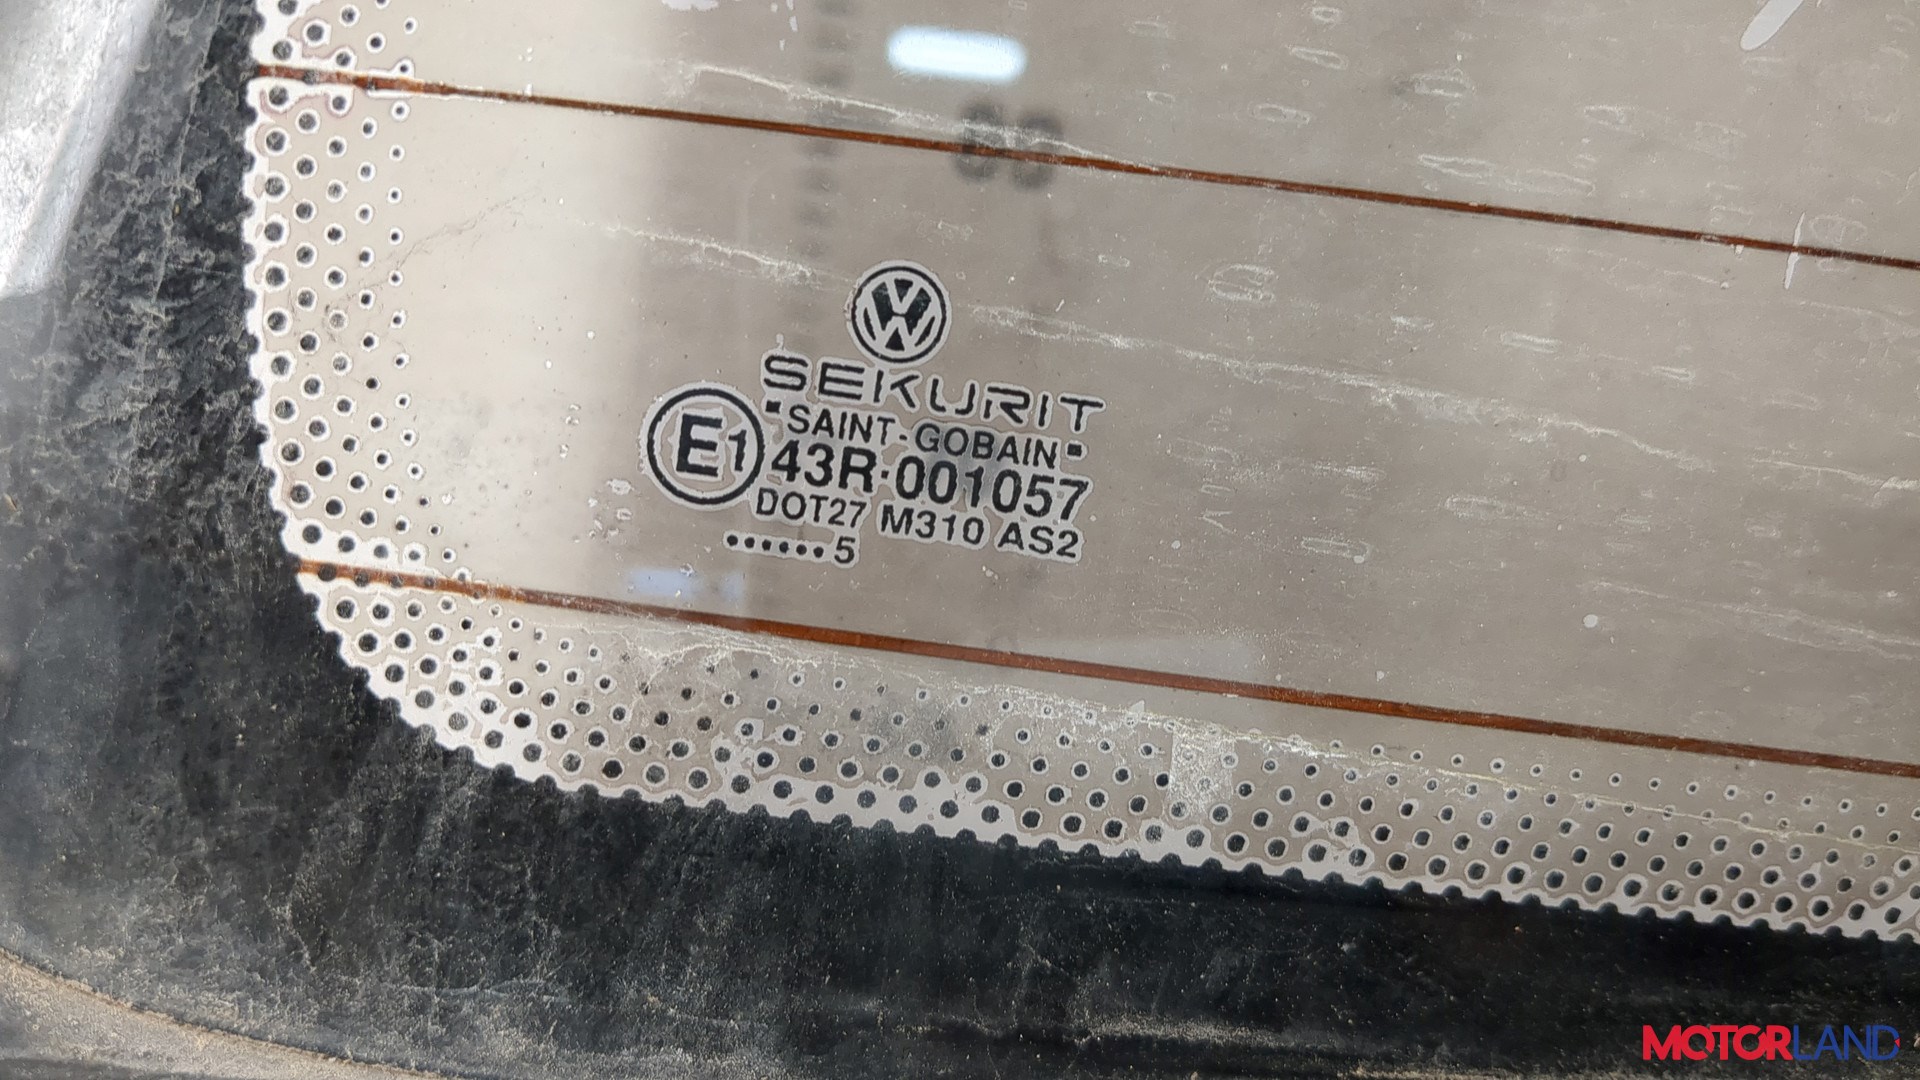 VW
SEKURIT
SAINT-GOBAIN
E1 43R-001057
DOT27 M310 AS2
......5
MOTORLAND